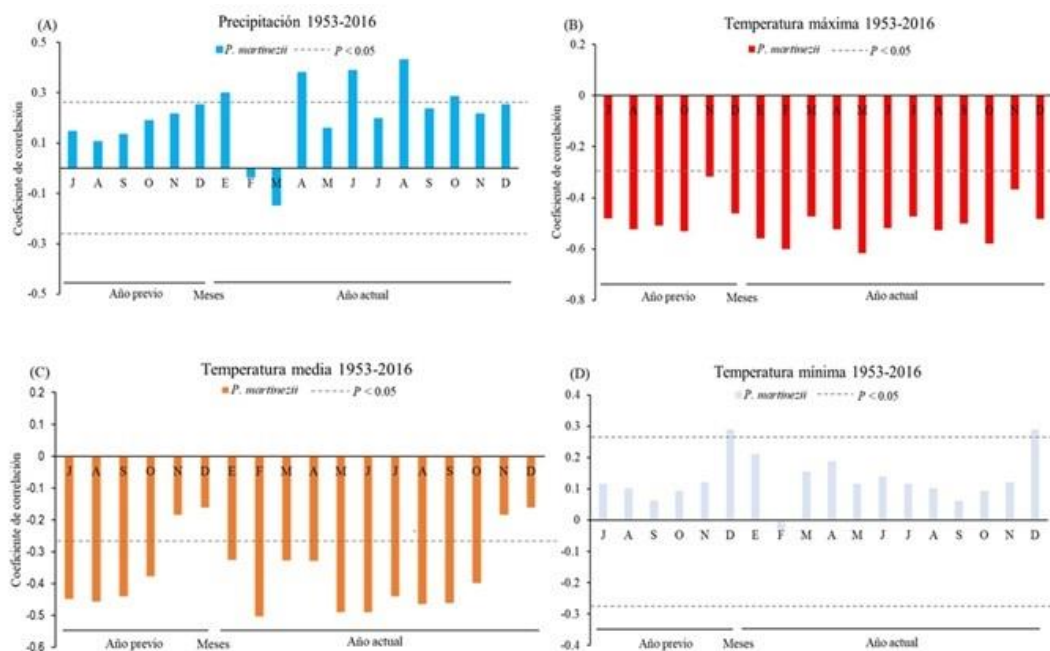 (A)
Precipitación 1953-2016
P. martinezii P < 0.05
Coeficiente de correlación
0.5
0.3
0.1
-0.1
-0.3
-0.5
J A S O N D E F M A M J J A S O N D
Año previo Meses Año actual
(B)
Temperatura máxima 1953-2016
P. martinezii P < 0.05
Coeficiente de correlación
0.2
0
-0.2
-0.4
-0.6
-0.8
J A S O N D E F M A M J J A S O N D
Año previo Meses Año actual
(C)
Temperatura media 1953-2016
P. martinezii P < 0.05
Coeficiente de correlación
0.2
0.1
0
-0.1
-0.2
-0.3
-0.4
-0.5
-0.6
J A S O N D E F M A M J J A S O N D
Año previo Meses Año actual
(D)
Temperatura mínima 1953-2016
P. martinezii P < 0.05
Coeficiente de correlación
0.4
0.3
0.2
0.1
0
-0.1
-0.2
-0.3
-0.4
J A S O N D E F M A M J J A S O N D
Año previo Meses Año actual